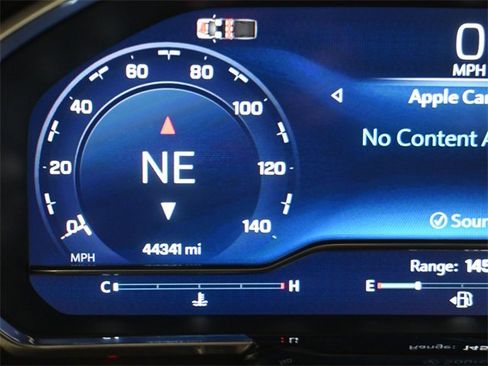 0
MPH
60 80
40 100
Apple Car
No Content A
NE
20 120
0 140
Sour
44341 mi
MPH
Range: 145
C H
E